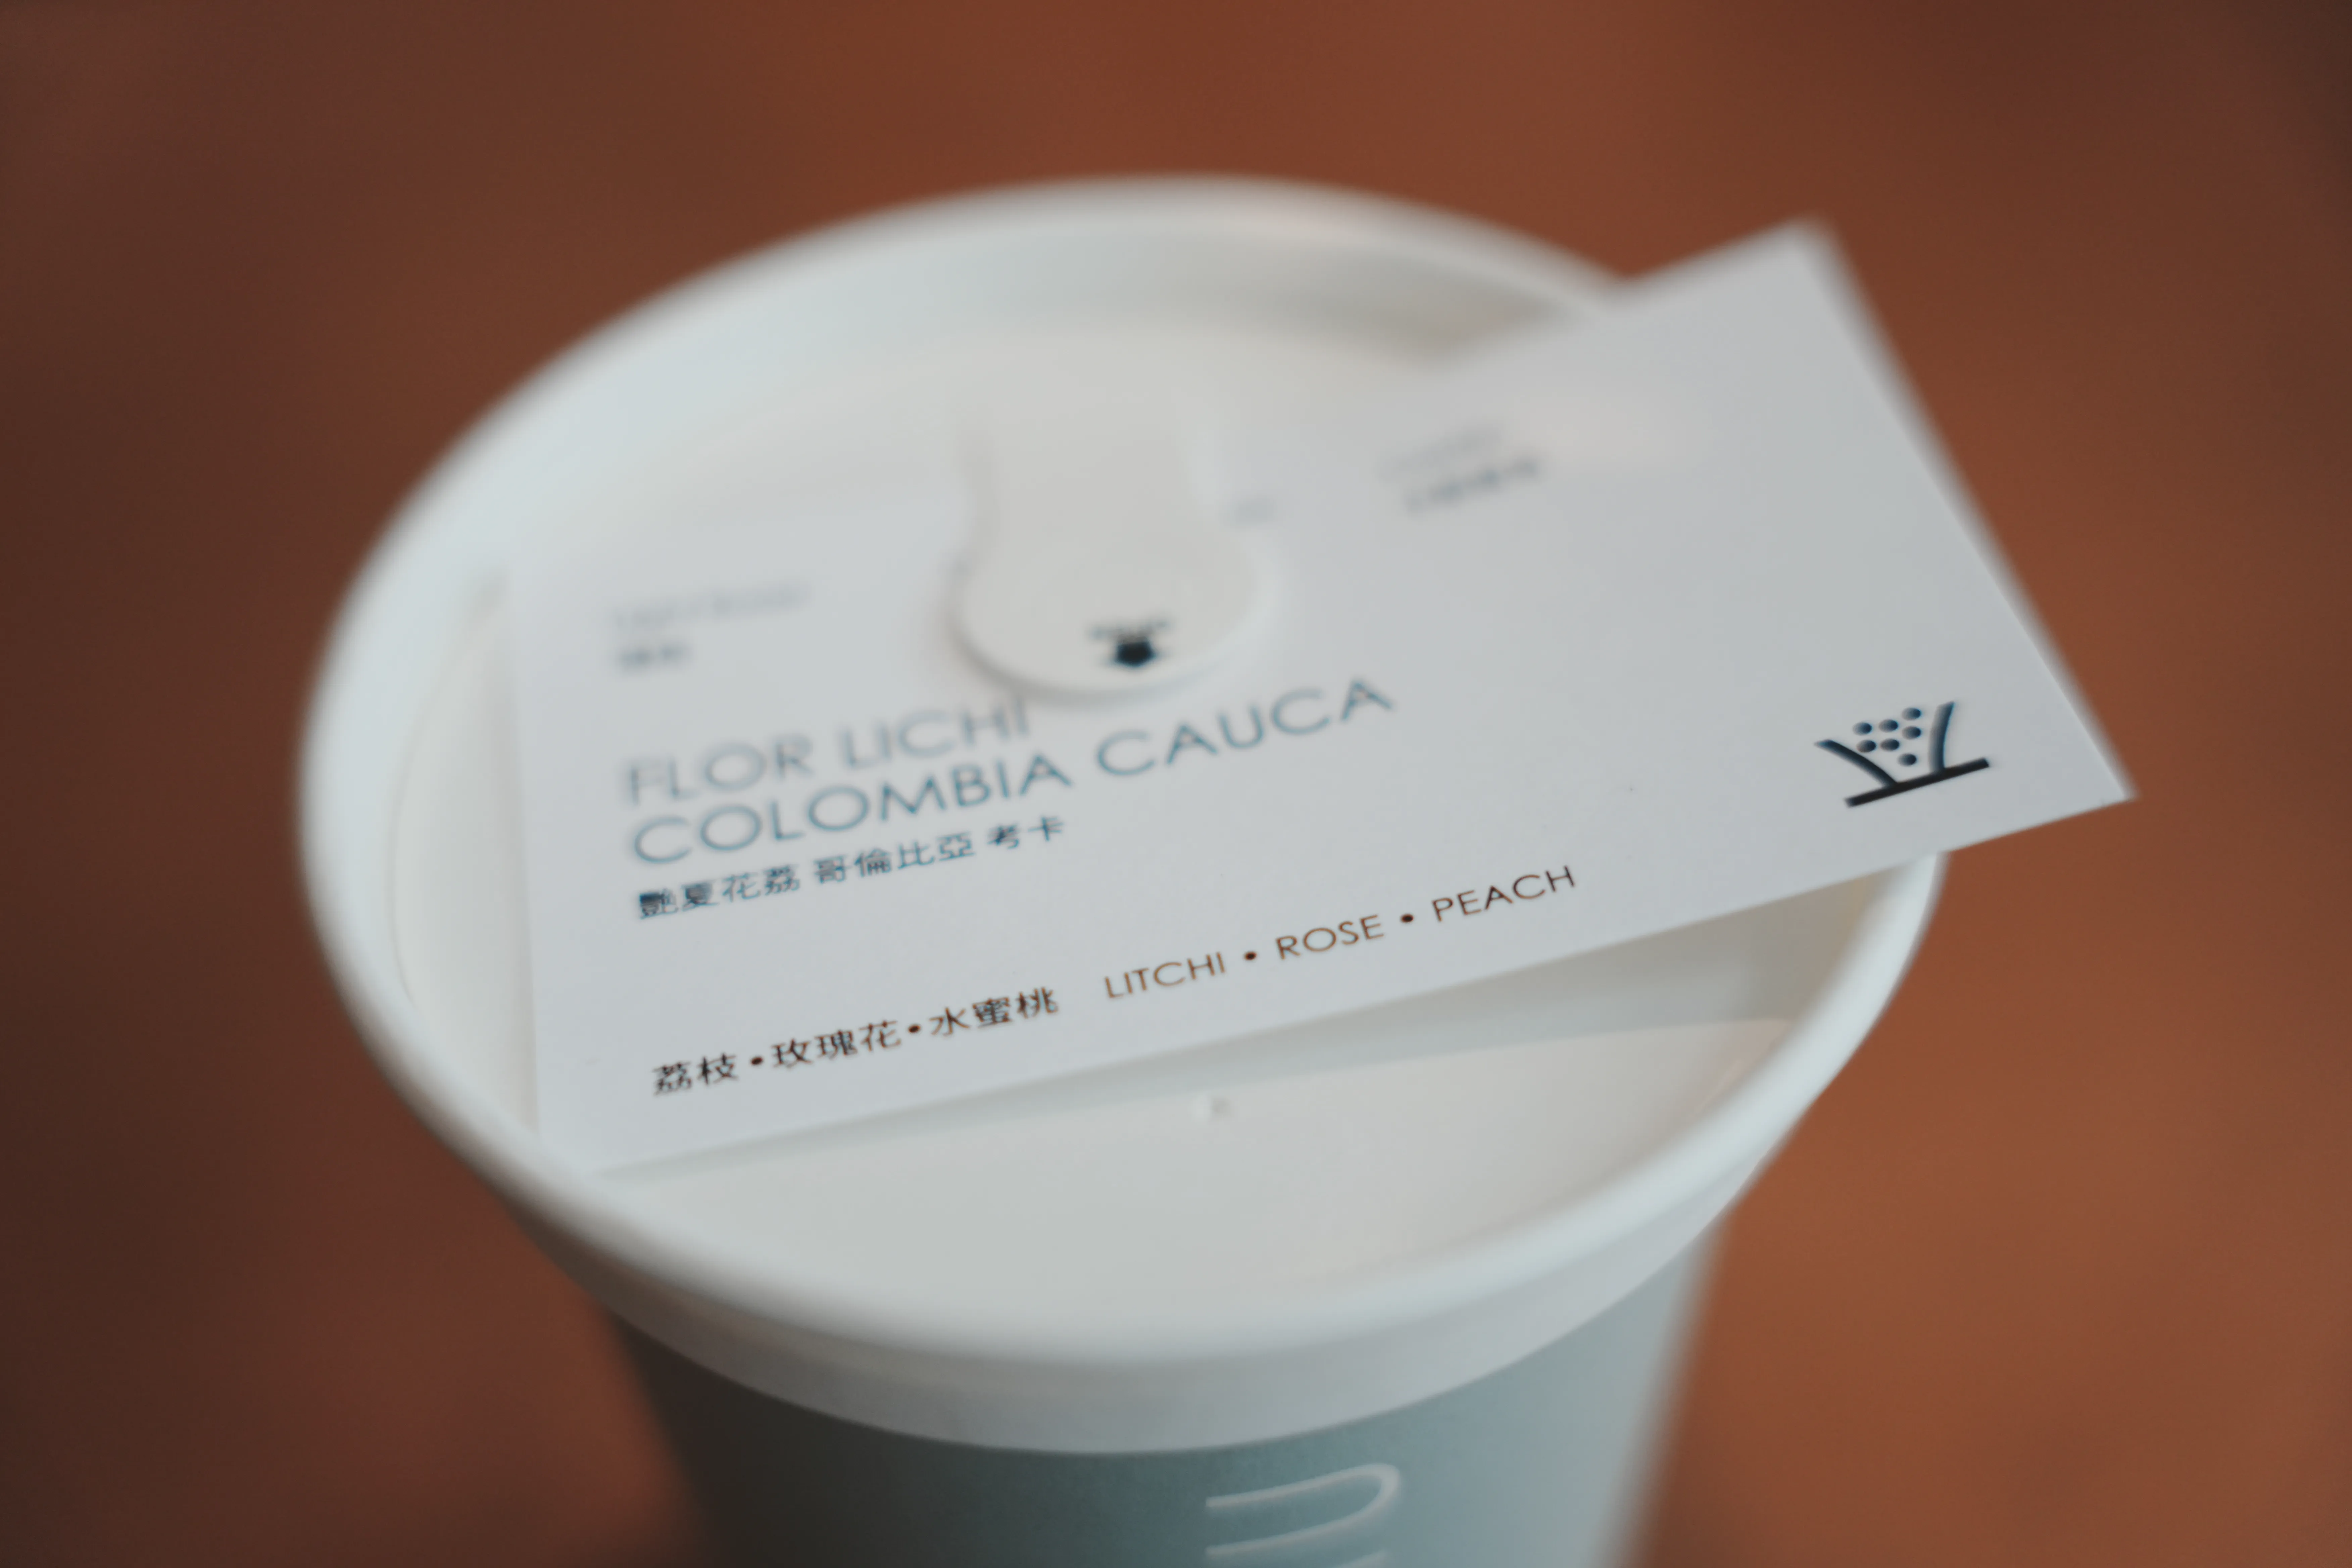 FLOR LICHI
COLOMBIA CAUCA
艷夏花荔 哥倫比亞 考卡
荔枝•玫瑰花•水蜜桃 LITCHI • ROSE • PEACH